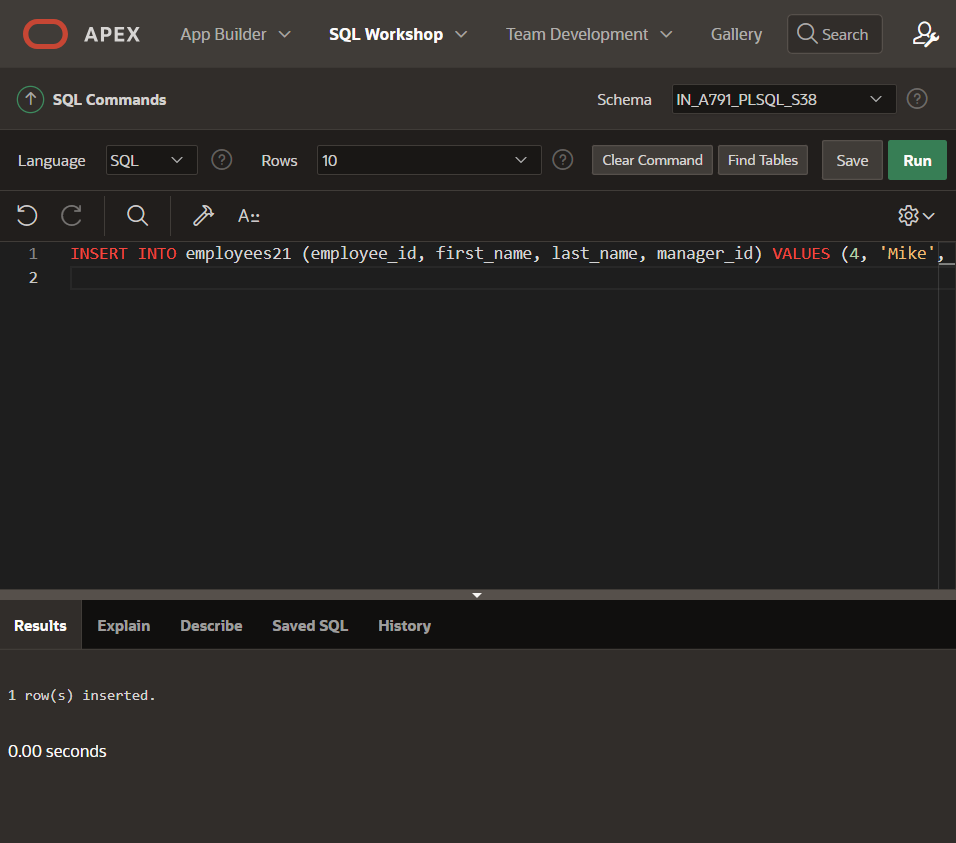 APEX App Builder SQL Workshop Team Development Gallery Search
SQL Commands Schema IN_A791_PLSQL_S38 ?
Language SQL ? Rows 10 ? Clear Command Find Tables Save Run
A::
1 INSERT INTO employees21 (employee_id, first_name, last_name, manager_id) VALUES (4, 'Mike',
2
Results Explain Describe Saved SQL History
1 row(s) inserted.
0.00 seconds